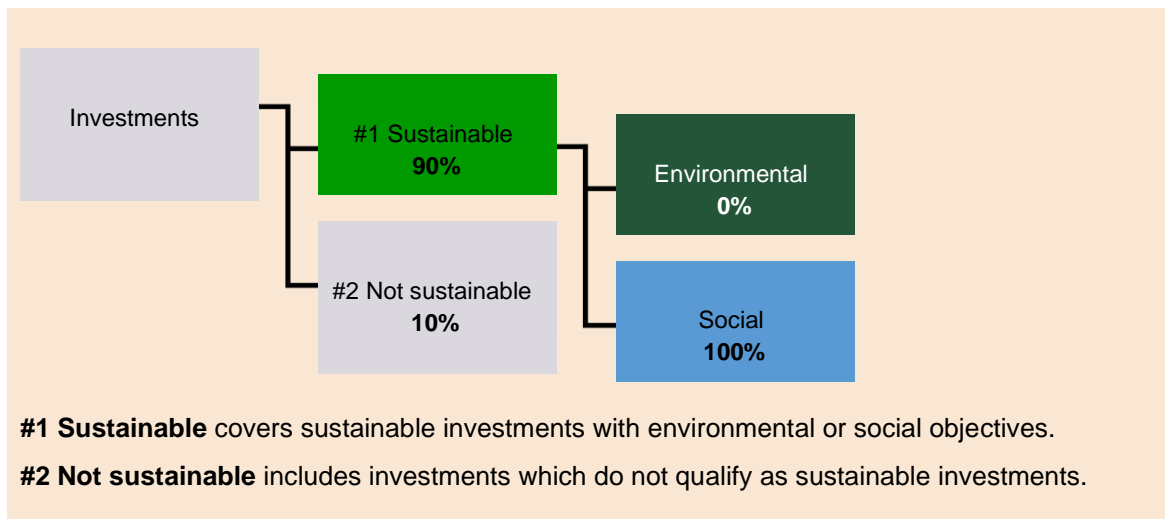 Investments
#1 Sustainable
90%
Environmental
0%
#2 Not sustainable
10%
Social
100%
#1 Sustainable covers sustainable investments with environmental or social objectives.
#2 Not sustainable includes investments which do not qualify as sustainable investments.